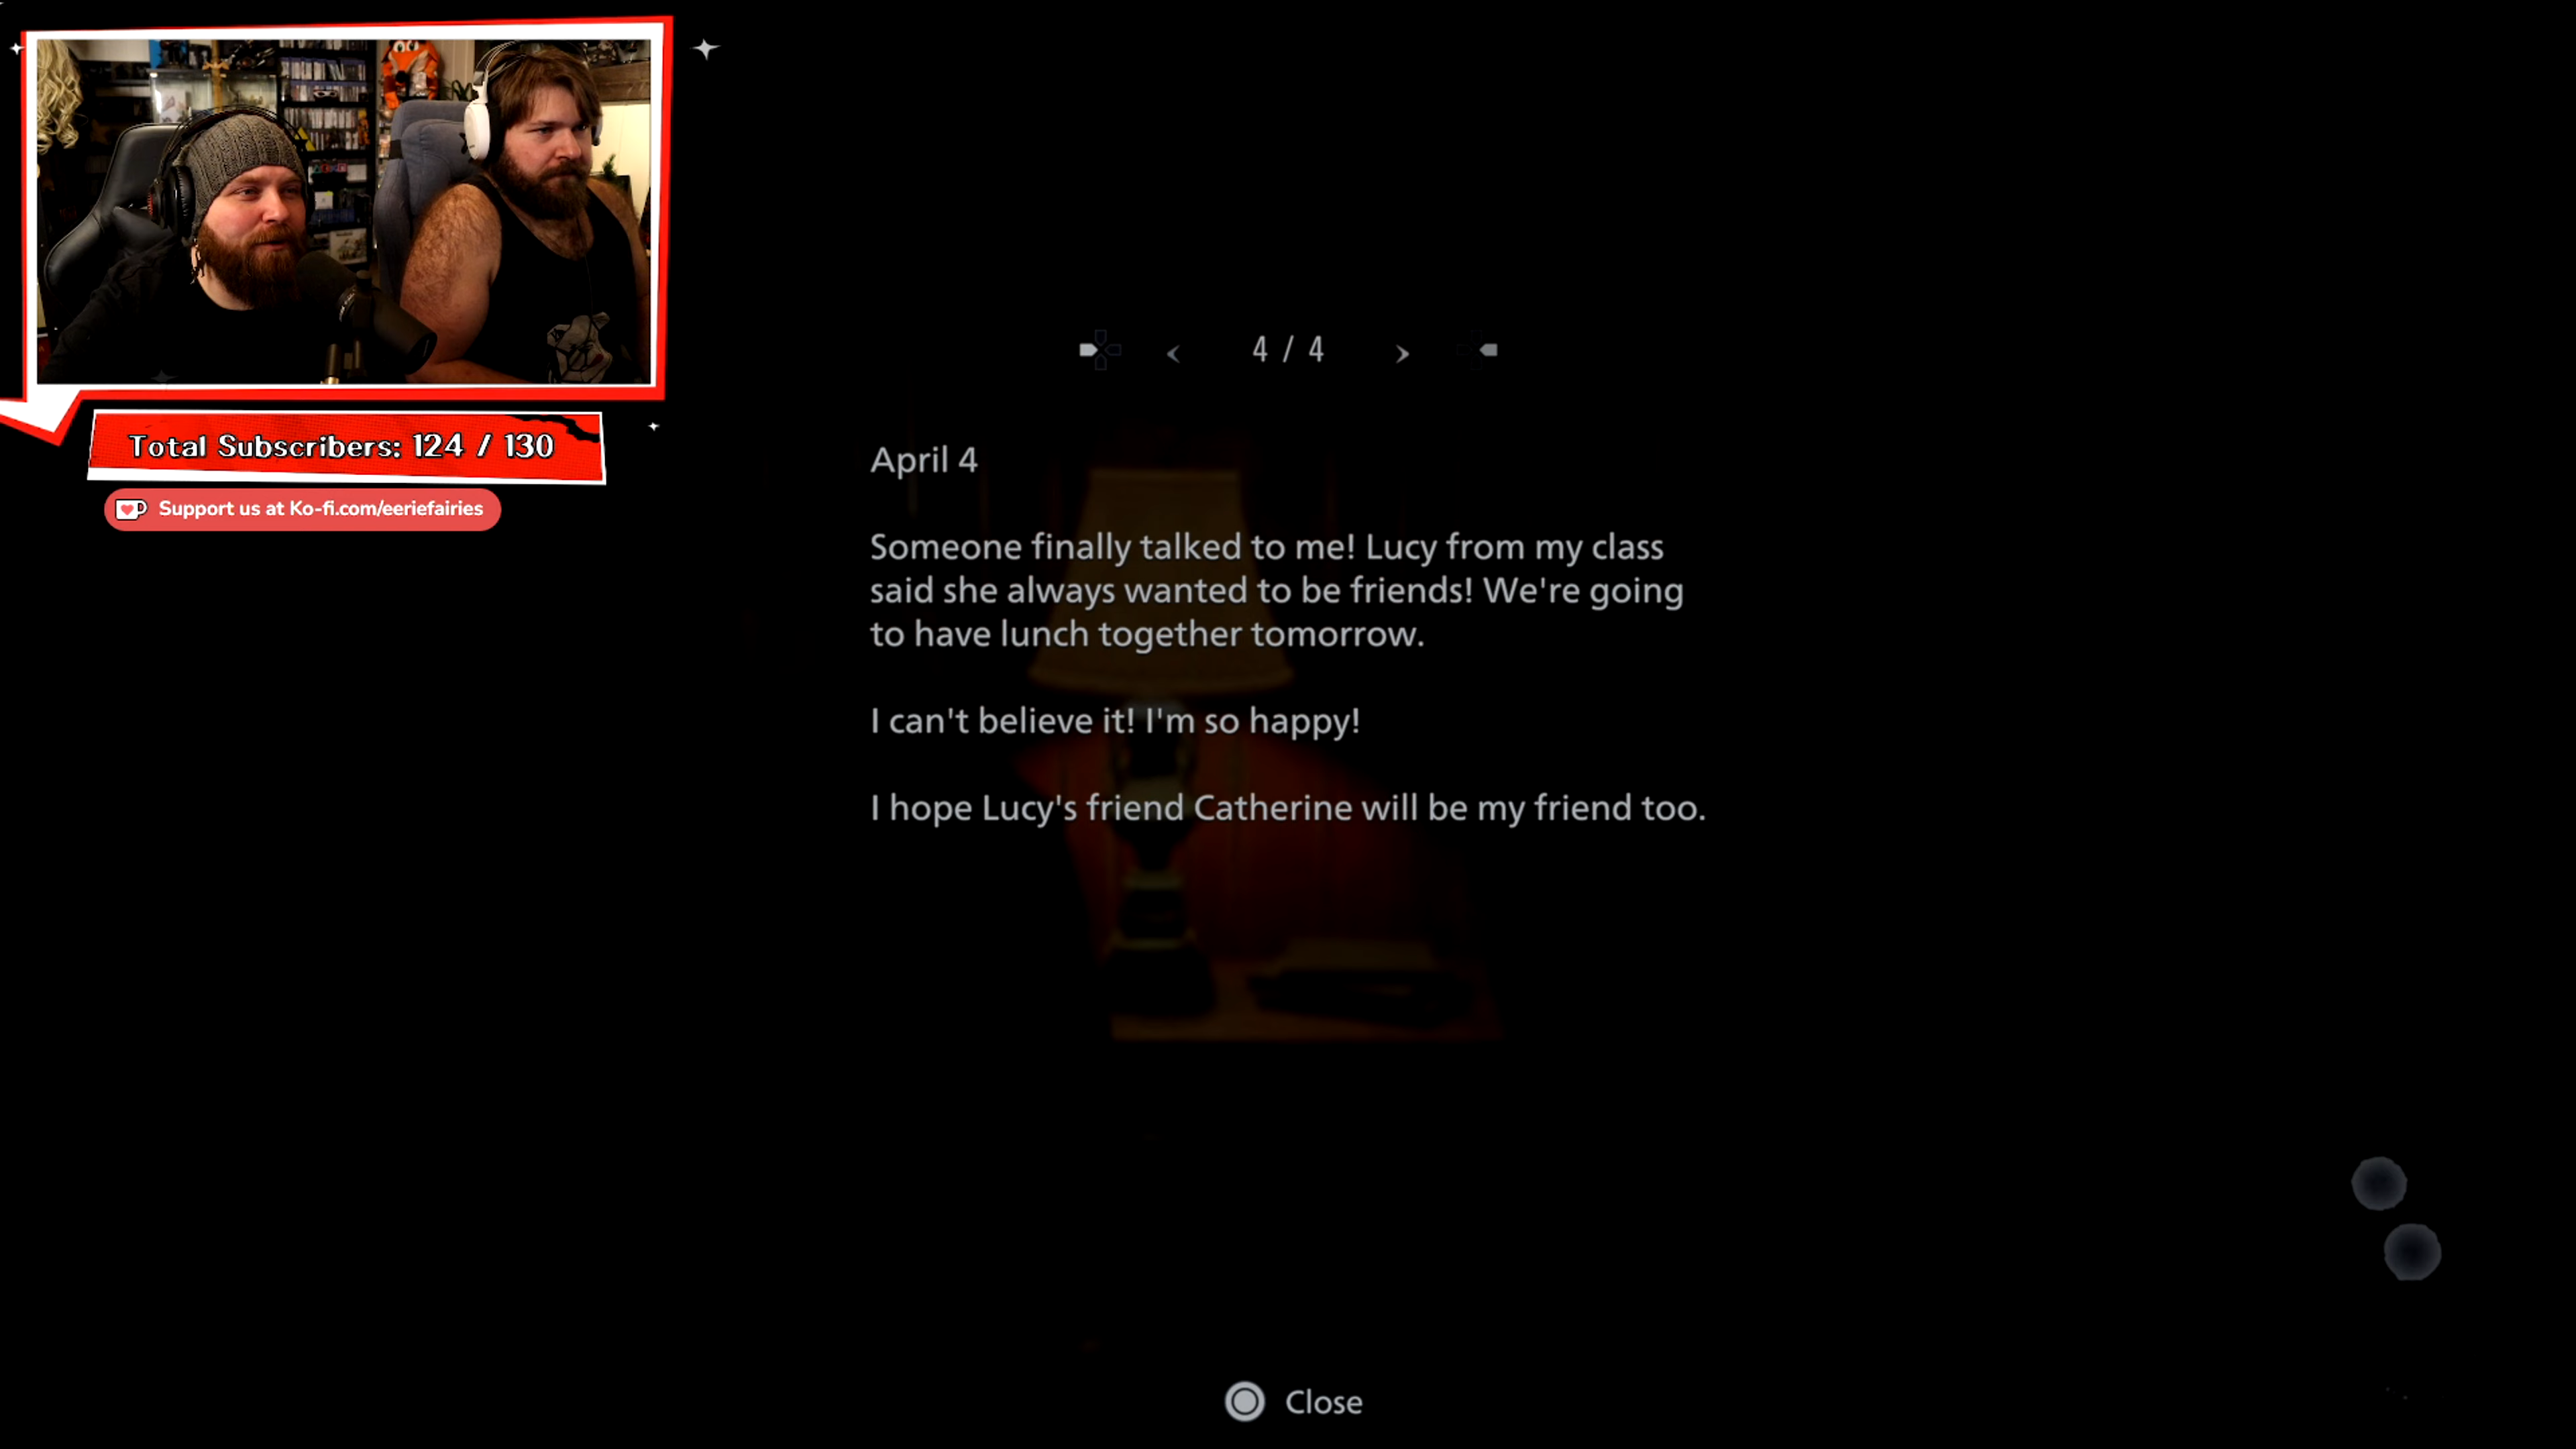 Total Subscribers: 124 / 130
Support us at Ko-fi.com/eeriefairies
4 / 4
April 4
Someone finally talked to me! Lucy from my class
said she always wanted to be friends! We're going
to have lunch together tomorrow.
I can't believe it! I'm so happy!
I hope Lucy's friend Catherine will be my friend too.
Close